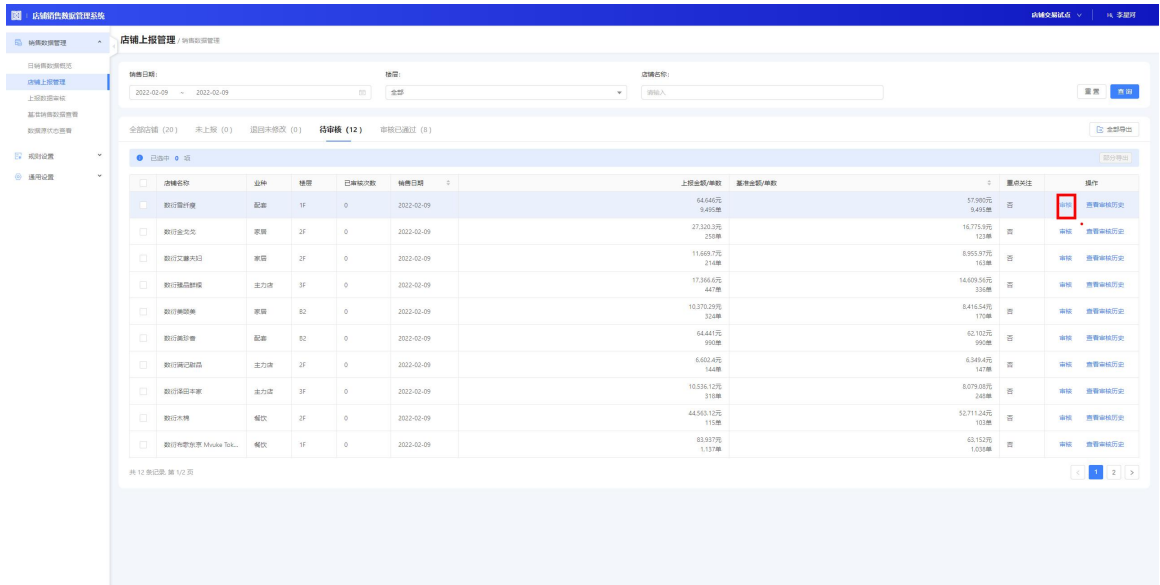 店铺销售数据管理系统
店铺交易试点
Hi, 李星河
销售数据管理
日销售数据概览
店铺上报管理
上报数据审核
基准销售数据查看
数据源状态查看
规则设置
通用设置
店铺上报管理 / 销售数据管理
销售日期: 楼层: 店铺名称:
2022-02-09 ~ 2022-02-09 全部 请输入 重 置 查 询
全部店铺 (20) 未上报 (0) 退回未修改 (0) 待审核 (12) 审核已通过 (8) 全部导出
已选中 0 项 部分导出
店铺名称 业种 楼层 已审核次数 销售日期 上报金额/单数 基准金额/单数 重点关注 操作
数衍雪纤瘦 配套 1F 0 2022-02-09 64,646元 57,980元 否 审核 查看审核历史
9,495单 9,495单
数衍金戈戈 家居 2F 0 2022-02-09 27,320.3元 16,775.9元 否 审核 查看审核历史
258单 123单
数衍艾藤夫妇 家居 2F 0 2022-02-09 11,669.7元 8,955.97元 否 审核 查看审核历史
214单 163单
数衍臻品鲜檬 主力店 3F 0 2022-02-09 17,366.6元 14,609.56元 否 审核 查看审核历史
447单 336单
数衍美颐美 家居 B2 0 2022-02-09 10,370.29元 8,416.54元 否 审核 查看审核历史
324单 170单
数衍美珍香 配套 B2 0 2022-02-09 64,441元 62,102元 否 审核 查看审核历史
990单 990单
数衍满记甜品 主力店 2F 0 2022-02-09 6,602.4元 6,349.4元 否 审核 查看审核历史
144单 147单
数衍泽田本家 主力店 3F 0 2022-02-09 10,536.12元 8,079.08元 否 审核 查看审核历史
318单 248单
数衍木槿 餐饮 2F 0 2022-02-09 44,563.12元 52,711.24元 否 审核 查看审核历史
115单 103单
数衍布歌东京 Mvuke Tok... 餐饮 1F 0 2022-02-09 83,937元 63,152元 否 审核 查看审核历史
1,137单 1,038单
共 12 条记录, 第 1/2 页 1 2